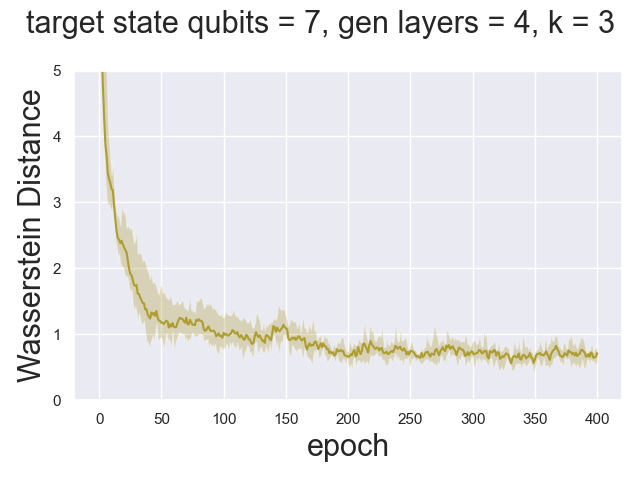 target state qubits = 7, gen layers = 4, k = 3
5
4
3
2
1
0
Wasserstein Distance
0 50 100 150 200 250 300 350 400
epoch